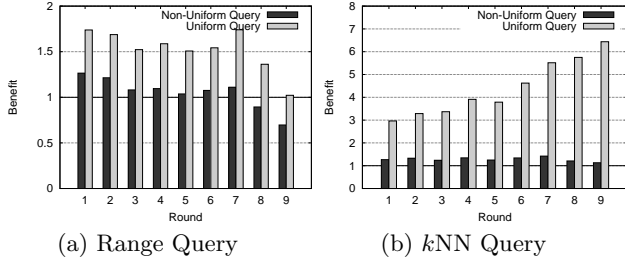 Non-Uniform Query
Uniform Query
2
1.5
1
0.5
0
Benefit
1 2 3 4 5 6 7 8 9
Round
(a) Range Query
Non-Uniform Query
Uniform Query
8
7
6
5
4
3
2
1
0
Benefit
1 2 3 4 5 6 7 8 9
Round
(b) kNN Query